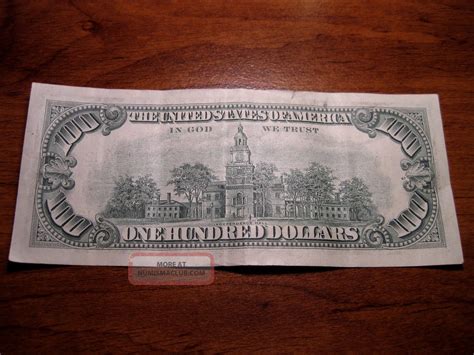 THE UNITED STATES OF AMERICA
IN GOD WE TRUST
100 100
100 100
ONE HUNDRED DOLLARS
MORE AT
NUMISMACLUB.COM